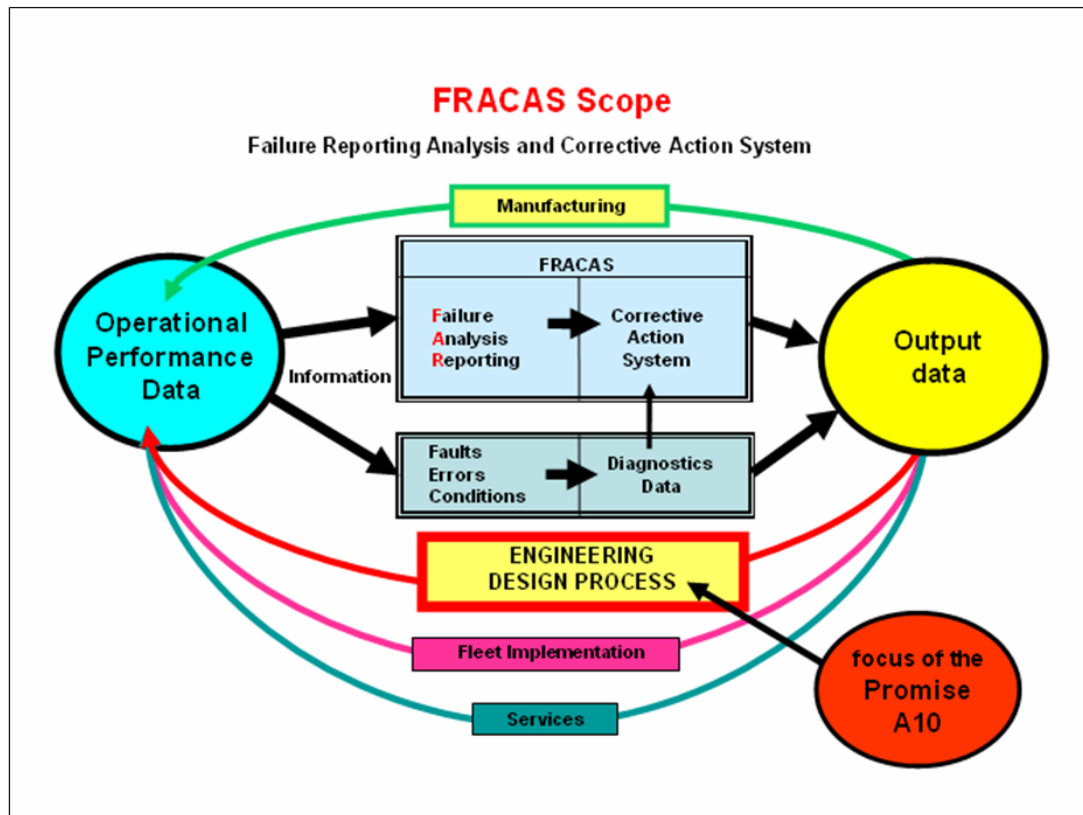 FRACAS Scope
Failure Reporting Analysis and Corrective Action System
Manufacturing
FRACAS
Operational
Performance
Data
Information
Failure
Analysis
Reporting
Corrective
Action
System
Output
data
Faults
Errors
Conditions
Diagnostics
Data
ENGINEERING
DESIGN PROCESS
Fleet Implementation
Services
focus of the
Promise
A10